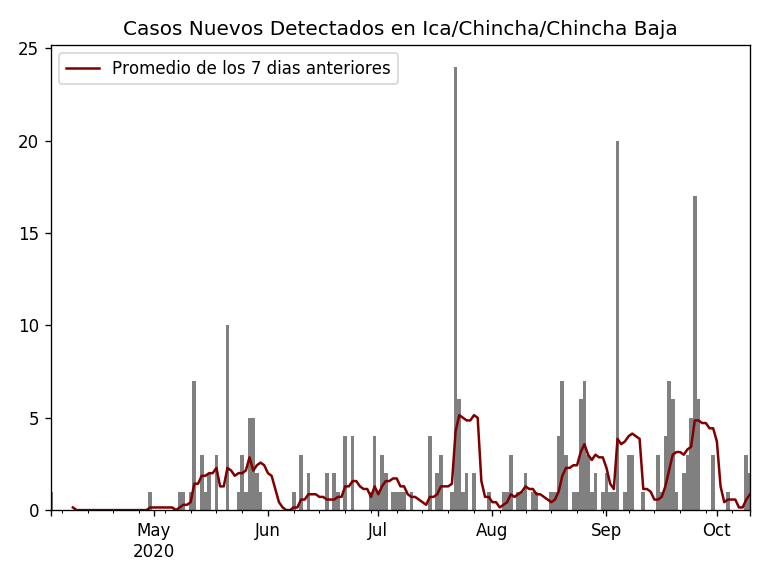 Casos Nuevos Detectados en Ica/Chincha/Chincha Baja
Promedio de los 7 dias anteriores
25
20
15
10
5
0
May Jun Jul Aug Sep Oct
2020